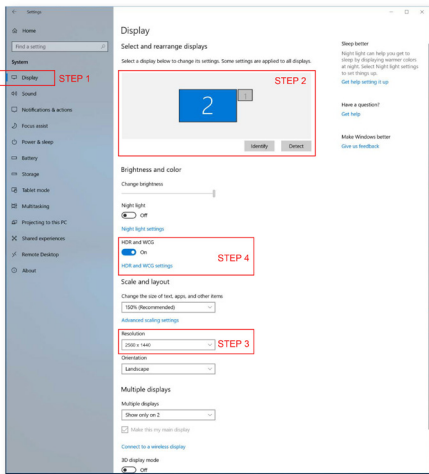 Settings
Home
Find a setting
System
Display
STEP 1
Sound
Notifications & actions
Focus assist
Power & sleep
Battery
Storage
Tablet mode
Multitasking
Projecting to this PC
Shared experiences
Remote Desktop
About
Display
Select and rearrange displays
Select a display below to change its settings. Some settings are applied to all displays.
STEP 2
2
1
Identify
Detect
Brightness and color
Change brightness
Night light
Off
Night light settings
HDR and WCG
On
STEP 4
HDR and WCG settings
Scale and layout
Change the size of text, apps, and other items
150% (Recommended)
Advanced scaling settings
Resolution
2560 x 1440
STEP 3
Orientation
Landscape
Multiple displays
Multiple displays
Show only on 2
Make this my main display
Connect to a wireless display
3D display mode
Off
Sleep better
Night light can help you get to
sleep by displaying warmer colors
at night. Select Night light settings
to set things up.
Get help setting it up
Have a question?
Get help
Make Windows better
Give us feedback